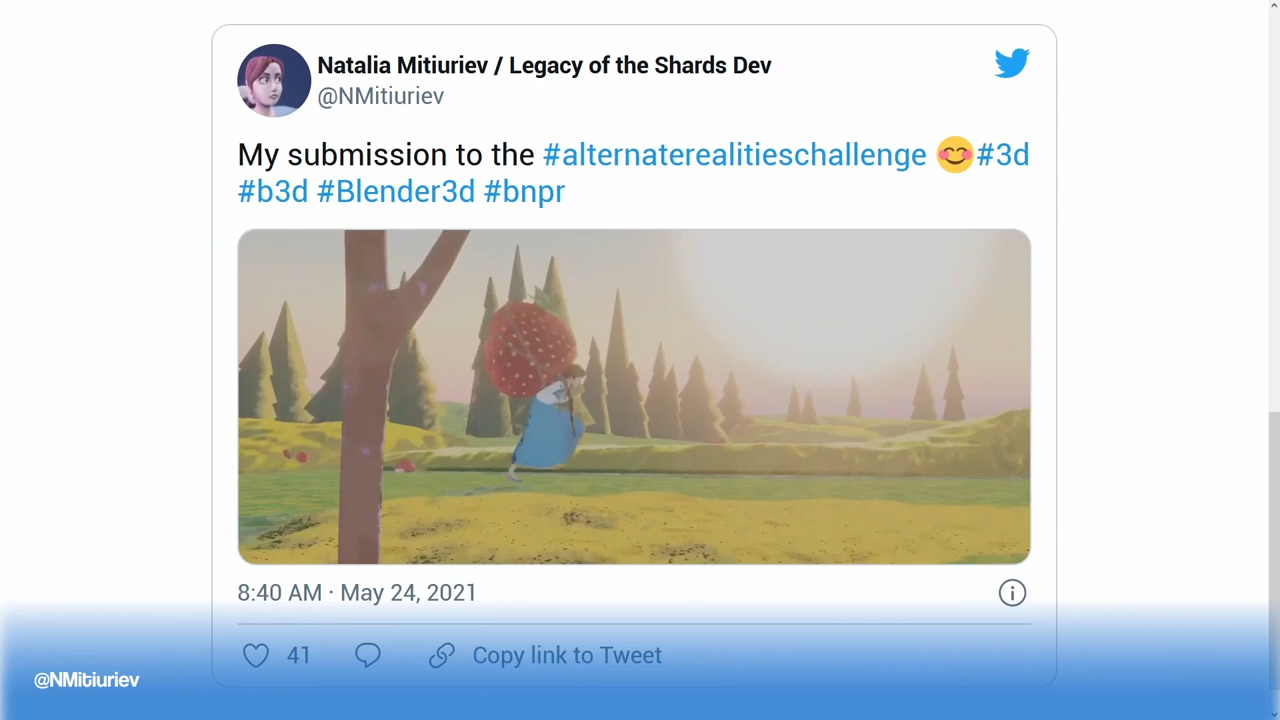 Natalia Mitiuriev / Legacy of the Shards Dev
@NMitiuriev
My submission to the #alternaterealitieschallenge 😊#3d
#b3d #Blender3d #bnpr
8:40 AM · May 24, 2021
41
Copy link to Tweet
@NMitiuriev